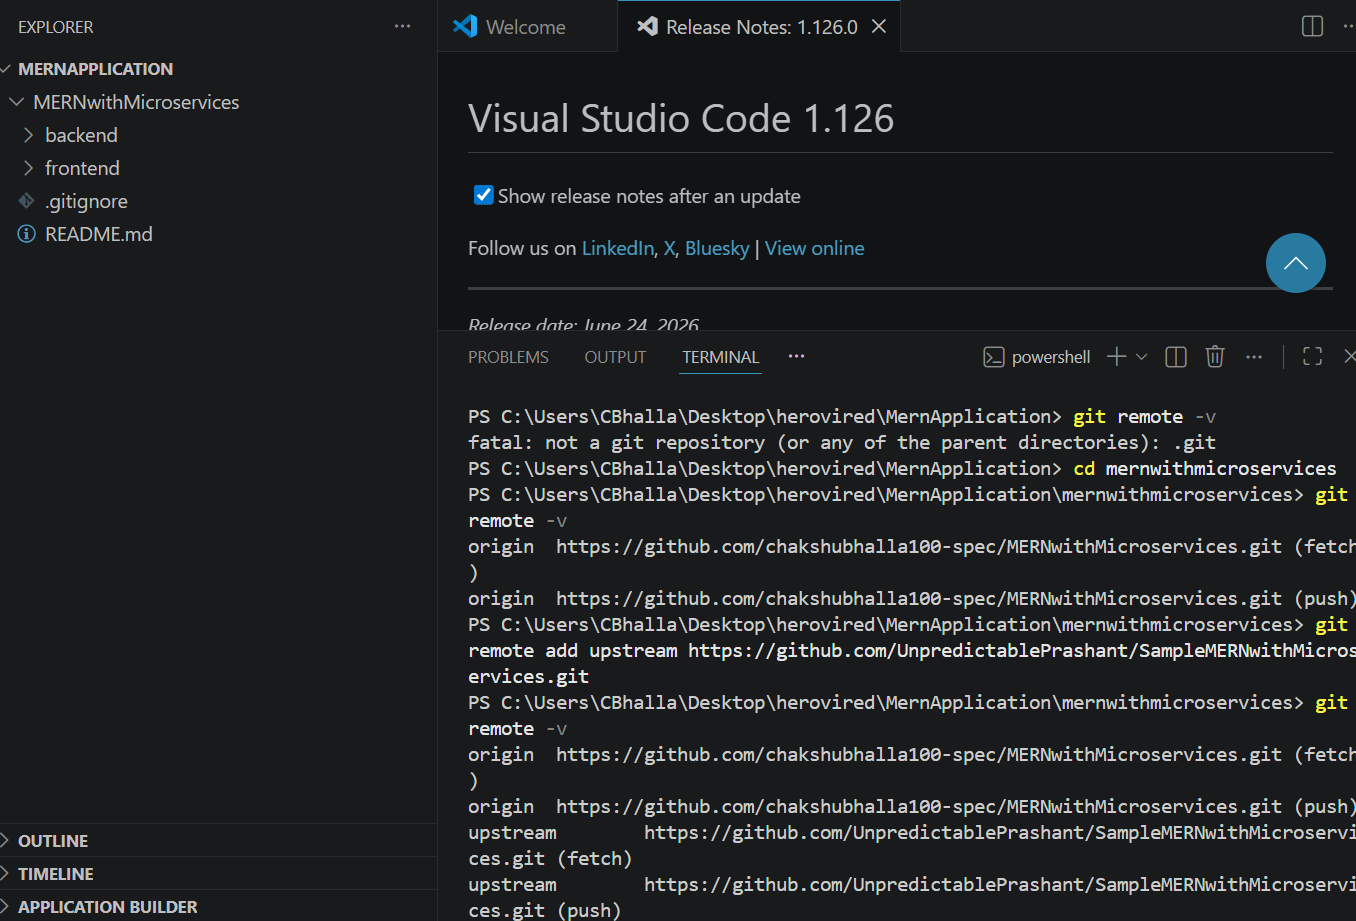 EXPLORER
MERNAPPLICATION
MERNwithMicroservices
backend
frontend
.gitignore
README.md
OUTLINE
TIMELINE
APPLICATION BUILDER
Welcome
Release Notes: 1.126.0
Visual Studio Code 1.126
Show release notes after an update
Follow us on LinkedIn, X, Bluesky | View online
Release date: June 24, 2026
PROBLEMS OUTPUT TERMINAL
powershell
PS C:\Users\CBhalla\Desktop\herovired\MernApplication> git remote -v
fatal: not a git repository (or any of the parent directories): .git
PS C:\Users\CBhalla\Desktop\herovired\MernApplication> cd mernwithmicroservices
PS C:\Users\CBhalla\Desktop\herovired\MernApplication\mernwithmicroservices> git
remote -v
origin https://github.com/chakshubhalla100-spec/MERNwithMicroservices.git (fetch
)
origin https://github.com/chakshubhalla100-spec/MERNwithMicroservices.git (push)
PS C:\Users\CBhalla\Desktop\herovired\MernApplication\mernwithmicroservices> git
remote add upstream https://github.com/UnpredictablePrashant/SampleMERNwithMicros
ervices.git
PS C:\Users\CBhalla\Desktop\herovired\MernApplication\mernwithmicroservices> git
remote -v
origin https://github.com/chakshubhalla100-spec/MERNwithMicroservices.git (fetch
)
origin https://github.com/chakshubhalla100-spec/MERNwithMicroservices.git (push)
upstream https://github.com/UnpredictablePrashant/SampleMERNwithMicroservi
ces.git (fetch)
upstream https://github.com/UnpredictablePrashant/SampleMERNwithMicroservi
ces.git (push)